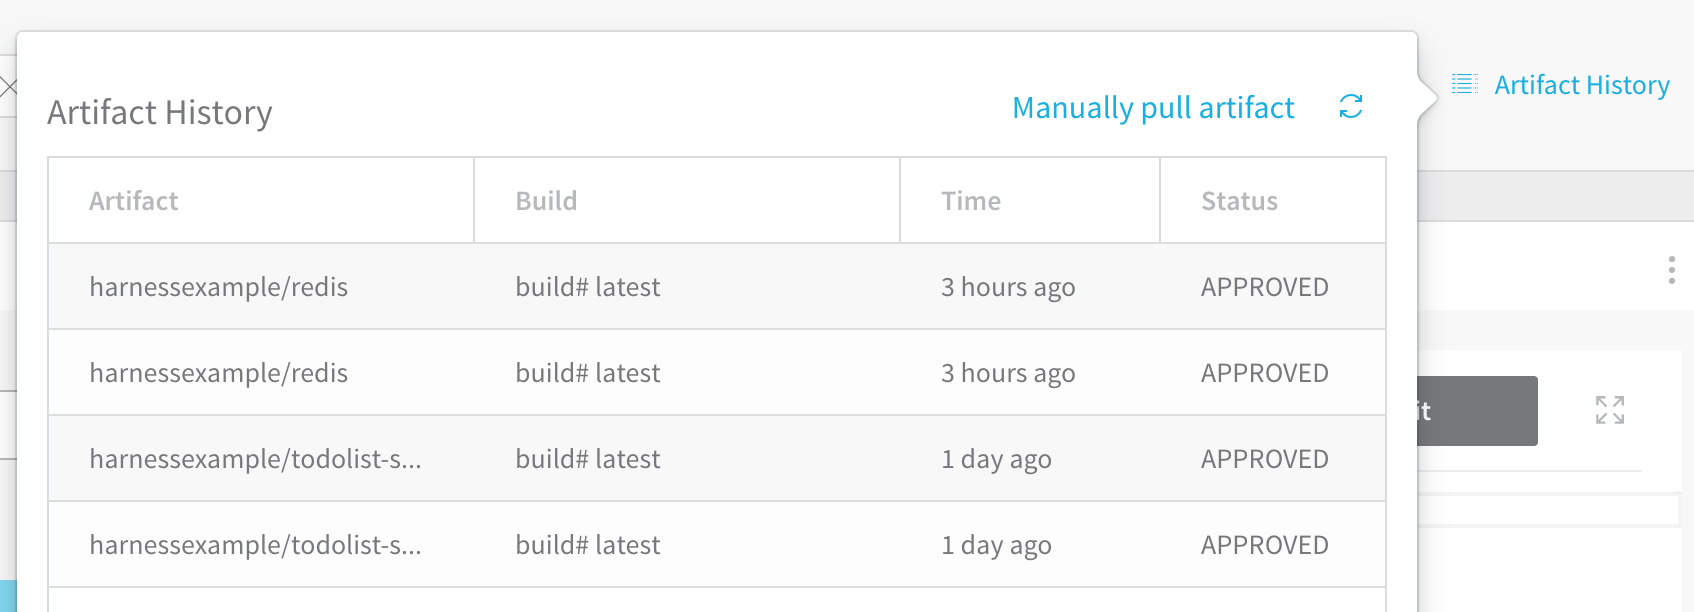 Artifact History
Artifact History
Manually pull artifact
Artifact Build Time Status
harnessexample/redis build# latest 3 hours ago APPROVED
harnessexample/redis build# latest 3 hours ago APPROVED
it
harnessexample/todolist-s... build# latest 1 day ago APPROVED
harnessexample/todolist-s... build# latest 1 day ago APPROVED